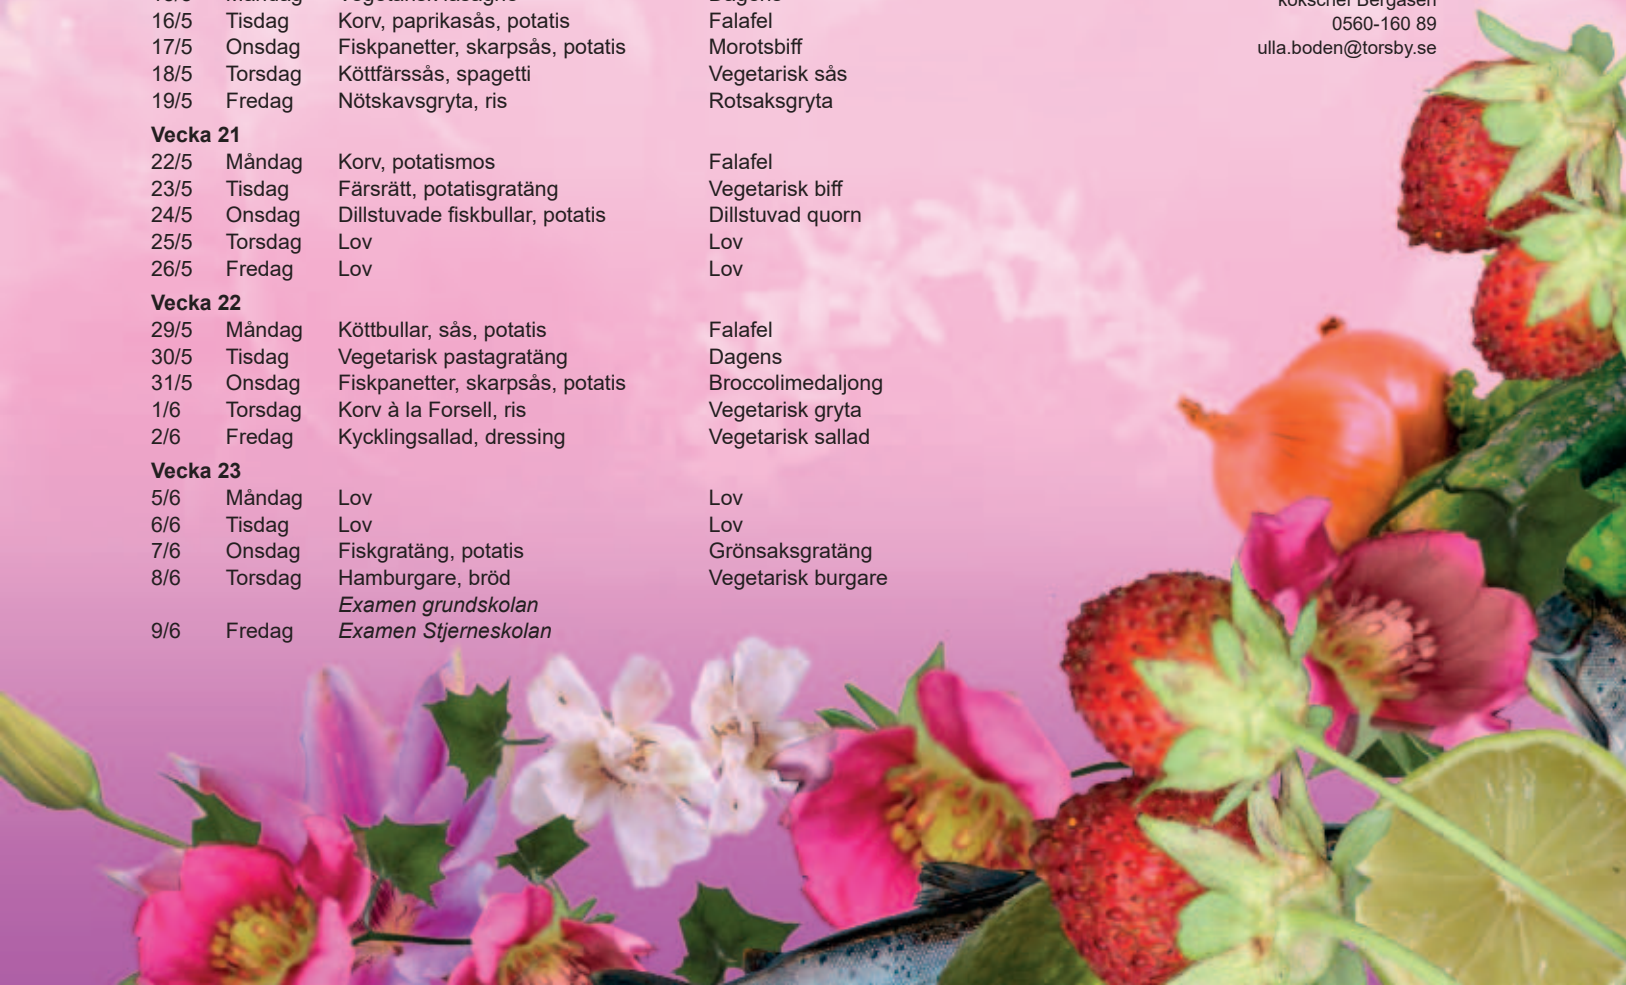 16/5 Tisdag Korv, paprikasås, potatis Falafel
17/5 Onsdag Fiskpanetter, skarpsås, potatis Morotsbiff
18/5 Torsdag Köttfärssås, spagetti Vegetarisk sås
19/5 Fredag Nötskavsgryta, ris Rotsaksgryta
Vecka 21
22/5 Måndag Korv, potatismos Falafel
23/5 Tisdag Färsrätt, potatisgratäng Vegetarisk biff
24/5 Onsdag Dillstuvade fiskbullar, potatis Dillstuvad quorn
25/5 Torsdag Lov Lov
26/5 Fredag Lov Lov
Vecka 22
29/5 Måndag Köttbullar, sås, potatis Falafel
30/5 Tisdag Vegetarisk pastagratäng Dagens
31/5 Onsdag Fiskpanetter, skarpsås, potatis Broccolimedaljong
1/6 Torsdag Korv à la Forsell, ris Vegetarisk gryta
2/6 Fredag Kycklingsallad, dressing Vegetarisk sallad
Vecka 23
5/6 Måndag Lov Lov
6/6 Tisdag Lov Lov
7/6 Onsdag Fiskgratäng, potatis Grönsaksgratäng
8/6 Torsdag Hamburgare, bröd Vegetarisk burgare
Examen grundskolan
9/6 Fredag Examen Stjerneskolan
kökschef Bergåsen
0560-160 89
ulla.boden@torsby.se